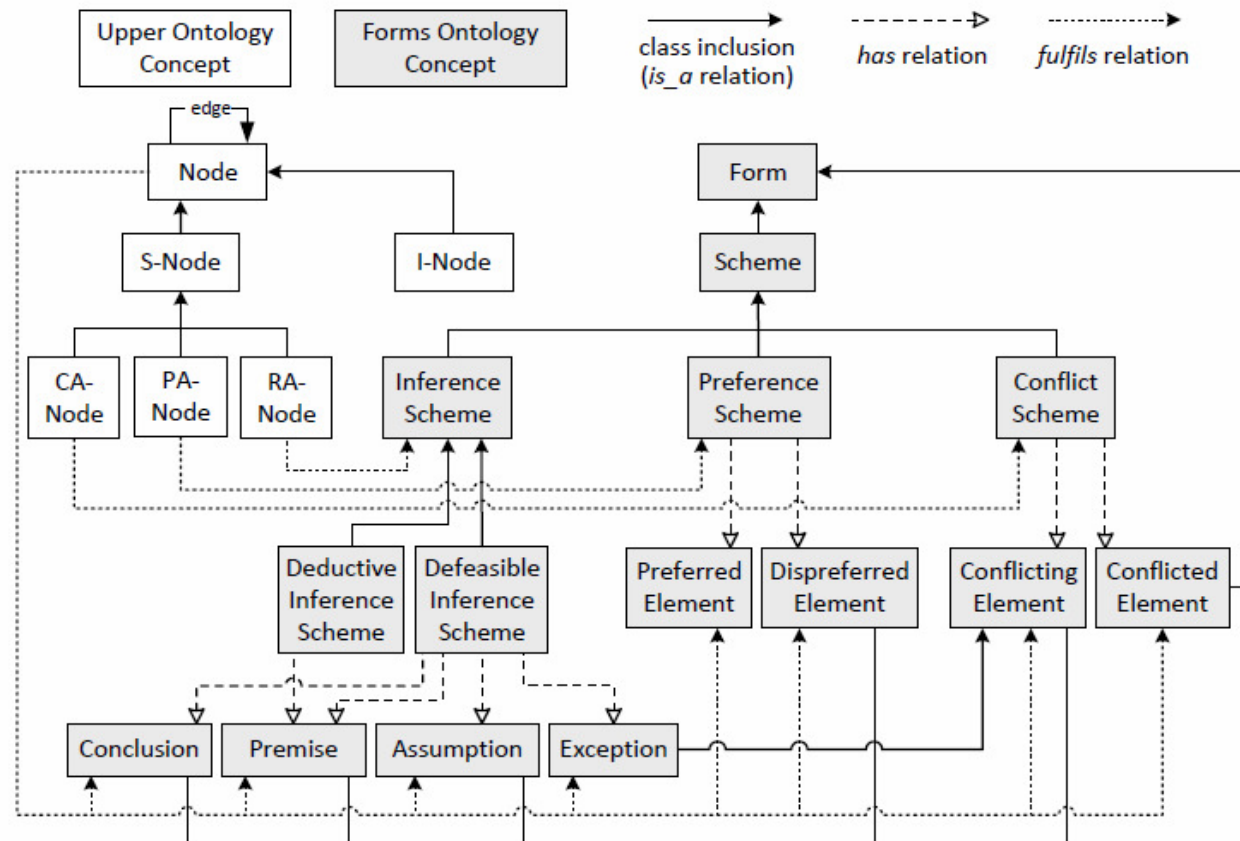 Upper Ontology
Concept
Forms Ontology
Concept
class inclusion
(is_a relation)
has relation
fulfils relation
edge
Node
Form
S-Node
I-Node
Scheme
CA-
Node
PA-
Node
RA-
Node
Inference
Scheme
Preference
Scheme
Conflict
Scheme
Deductive
Inference
Scheme
Defeasible
Inference
Scheme
Preferred
Element
Dispreferred
Element
Conflicting
Element
Conflicted
Element
Conclusion
Premise
Assumption
Exception